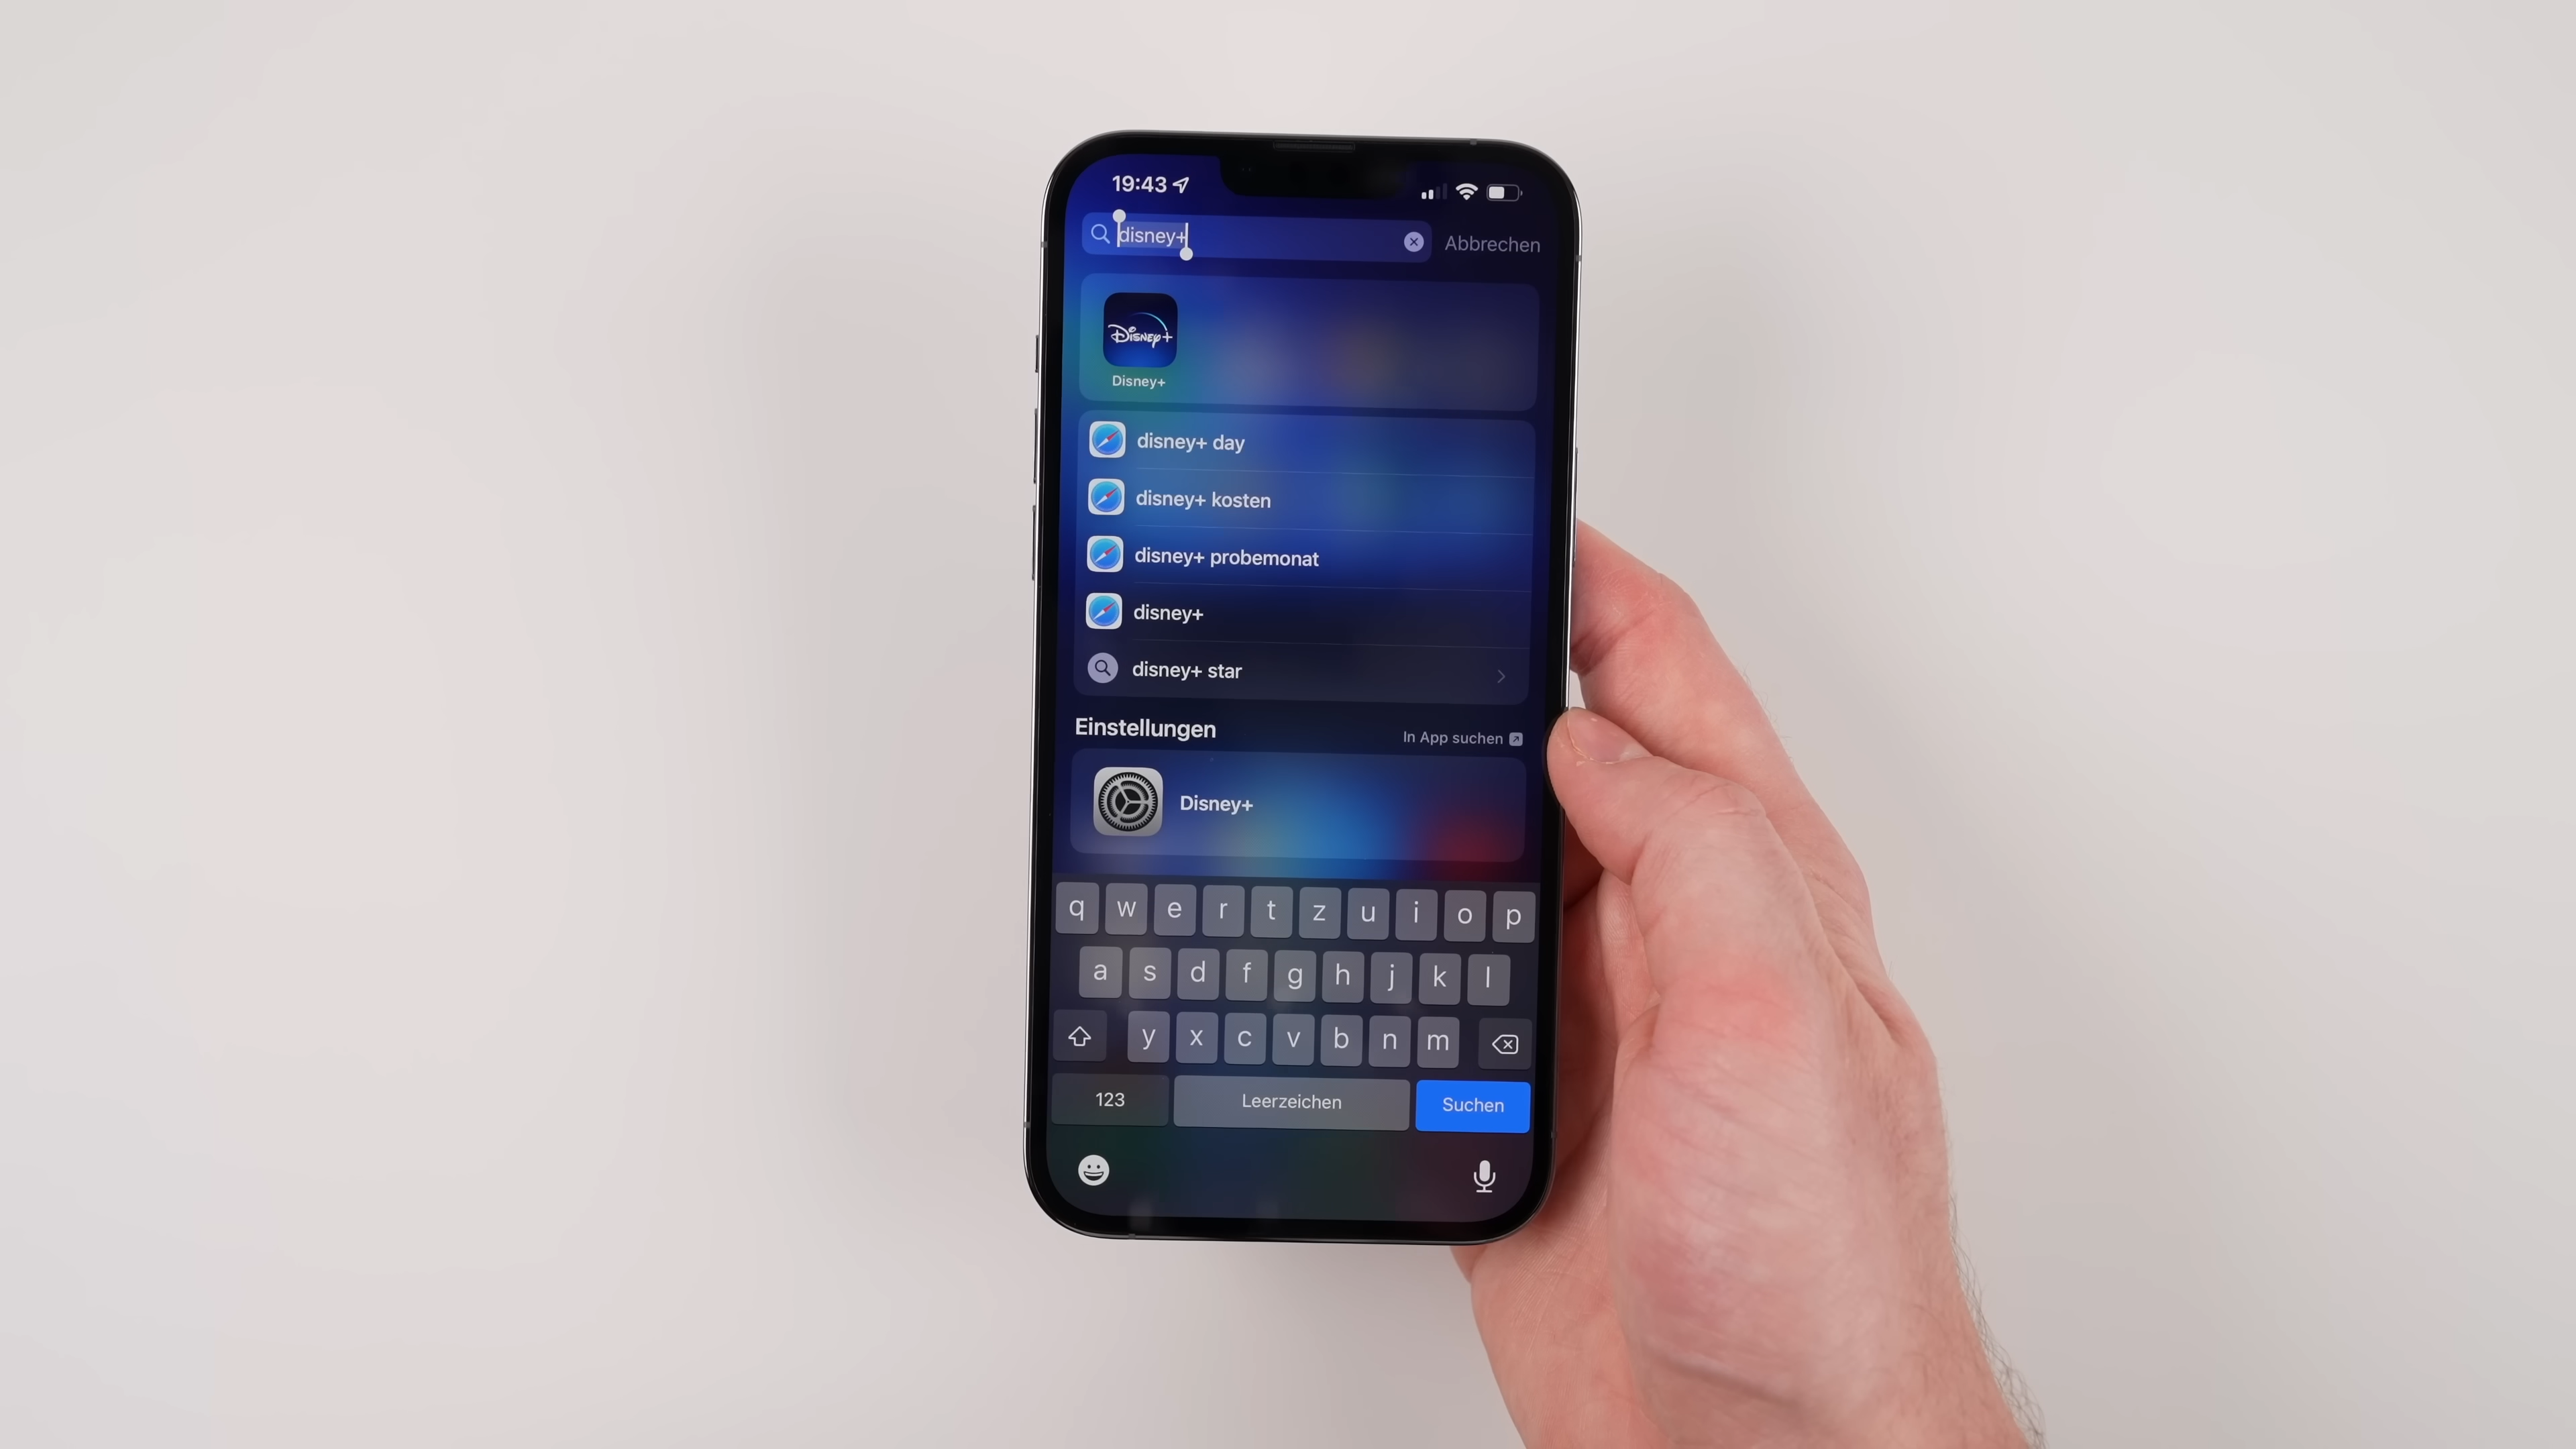 19:43
disney+ Abbrechen
Disney+
Disney+
disney+ day
disney+ kosten
disney+ probemonat
disney+
disney+ star
Einstellungen In App suchen
Disney+
q w e r t z u i o p
a s d f g h j k l
y x c v b n m
123 Leerzeichen Suchen